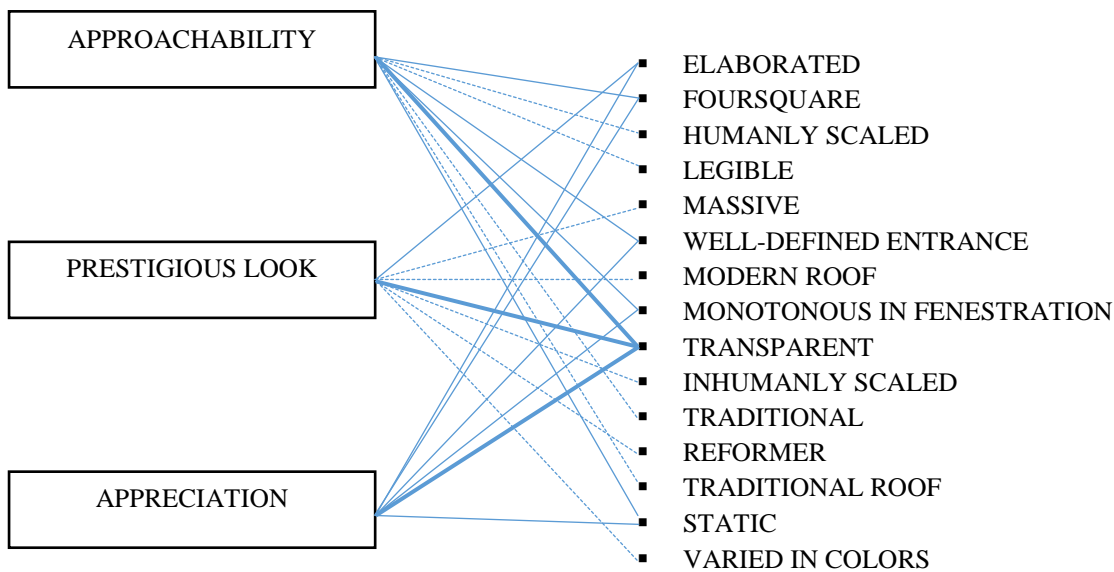 APPROACHABILITY
PRESTIGIOUS LOOK
APPRECIATION
ELABORATED
FOURSQUARE
HUMANLY SCALED
LEGIBLE
MASSIVE
WELL-DEFINED ENTRANCE
MODERN ROOF
MONOTONOUS IN FENESTRATION
TRANSPARENT
INHUMANLY SCALED
TRADITIONAL
REFORMER
TRADITIONAL ROOF
STATIC
VARIED IN COLORS